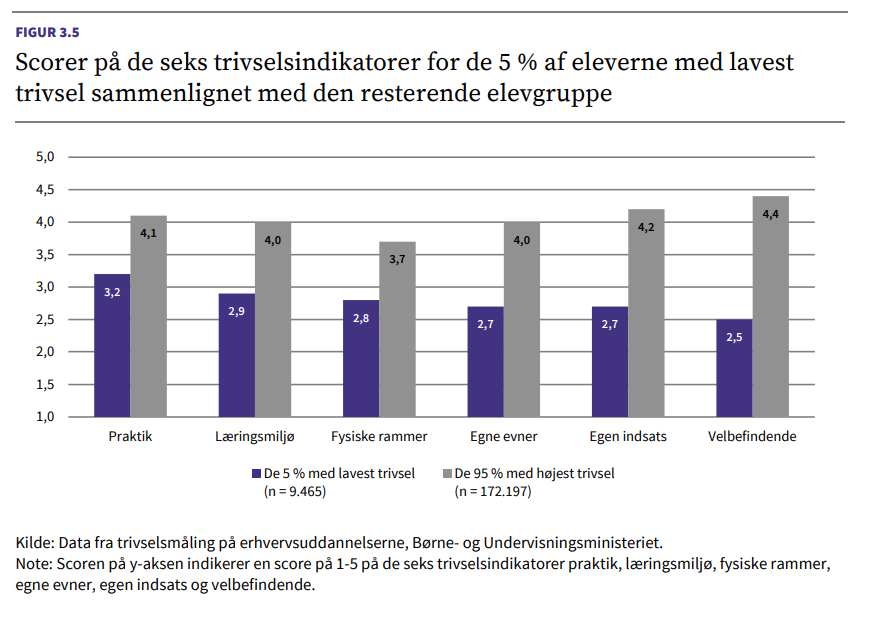 FIGUR 3.5
Scorer på de seks trivselsindikatorer for de 5 % af eleverne med lavest
trivsel sammenlignet med den resterende elevgruppe
5,0
4,5
4,0
3,5
3,0
2,5
2,0
1,5
1,0
3,2
4,1
2,9
4,0
2,8
3,7
2,7
4,0
2,7
4,2
2,5
4,4
Praktik
Læringsmiljø
Fysiske rammer
Egne evner
Egen indsats
Velbefindende
De 5 % med lavest trivsel
(n = 9.465)
De 95 % med højest trivsel
(n = 172.197)
Kilde: Data fra trivselsmåling på erhvervsuddannelserne, Børne- og Undervisningsministeriet.
Note: Scoren på y-aksen indikerer en score på 1-5 på de seks trivselsindikatorer praktik, læringsmiljø, fysiske rammer,
egne evner, egen indsats og velbefindende.